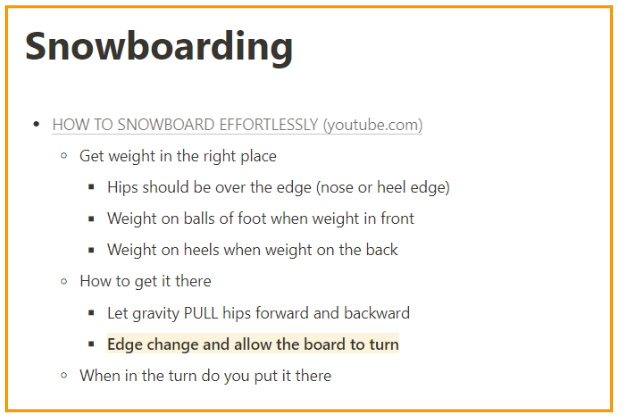 Snowboarding
HOW TO SNOWBOARD EFFORTLESSLY (youtube.com)
Get weight in the right place
Hips should be over the edge (nose or heel edge)
Weight on balls of foot when weight in front
Weight on heels when weight on the back
How to get it there
Let gravity PULL hips forward and backward
Edge change and allow the board to turn
When in the turn do you put it there